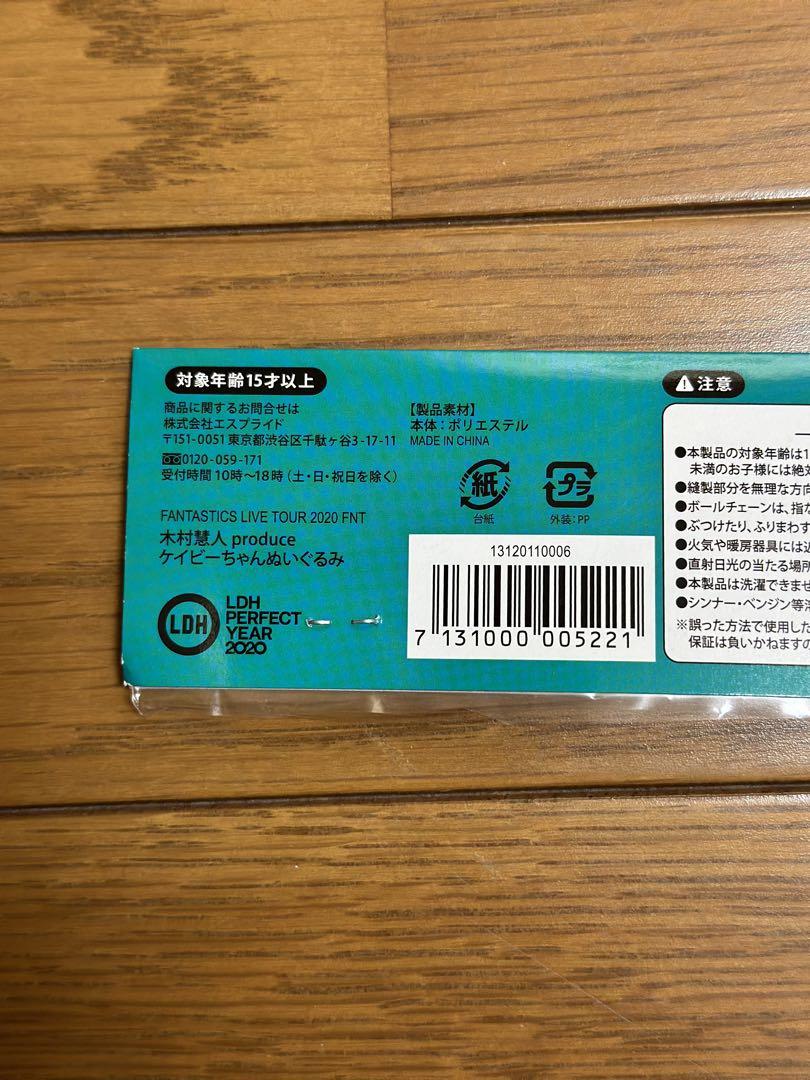 対象年齢15才以上
商品に関するお問合せは
株式会社エスプライド
〒151-0051 東京都渋谷区千駄ヶ谷3-17-11
0120-059-171
受付時間 10時〜18時（土・日・祝日を除く）
FANTASTICS LIVE TOUR 2020 FNT
木村慧人 produce
ケイビーちゃんぬいぐるみ
LDH
LDH
PERFECT
YEAR
2020
【製品素材】
本体：ポリエステル
MADE IN CHINA
紙
台紙
プラ
外装：PP
13120110006
7 131000 005221
注意
●本製品の対象年齢は1
未満のお子様には絶対
●縫製部分を無理な方向
●ボールチェーンは、指な
●ぶつけたり、ふりまわす
●火気や暖房器具には近
●直射日光の当たる場所
●本製品は洗濯できませ
●シンナー・ベンジン等溶
※誤った方法で使用した
保証は負いかねますの